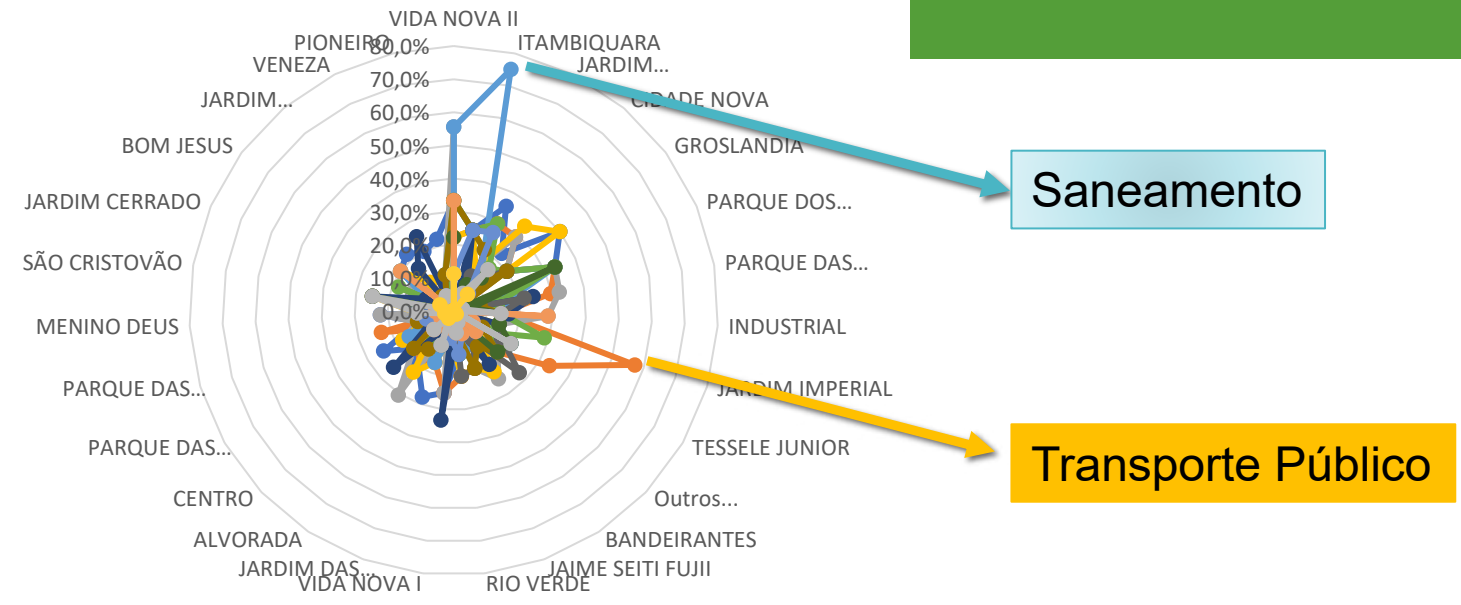 VIDA NOVA II
ITAMBIQUARA
JARDIM...
CIDADE NOVA
GROSLANDIA
PARQUE DOS...
PARQUE DAS...
INDUSTRIAL
JARDIM IMPERIAL
TESSELE JUNIOR
Outros...
BANDEIRANTES
JAIME SEITI FUJII
RIO VERDE
VIDA NOVA I
JARDIM DAS...
ALVORADA
CENTRO
PARQUE DAS...
PARQUE DAS...
MENINO DEUS
SÃO CRISTOVÃO
JARDIM CERRADO
BOM JESUS
JARDIM...
VENEZA
PIONEIRO
80,0%
70,0%
60,0%
50,0%
40,0%
30,0%
20,0%
10,0%
0,0%
Saneamento
Transporte Público